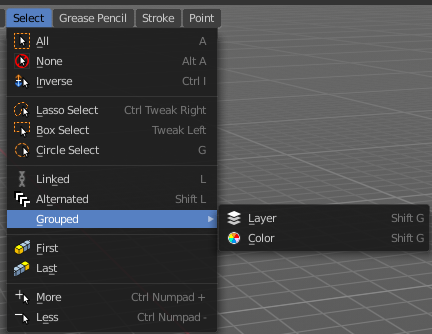 Select Grease Pencil Stroke Point
All A
None Alt A
Inverse Ctrl I
Lasso Select Ctrl Tweak Right
Box Select Tweak Left
Circle Select G
Linked L
Alternated Shift L
Grouped
Layer Shift G
Color Shift G
First
Last
More Ctrl Numpad +
Less Ctrl Numpad -